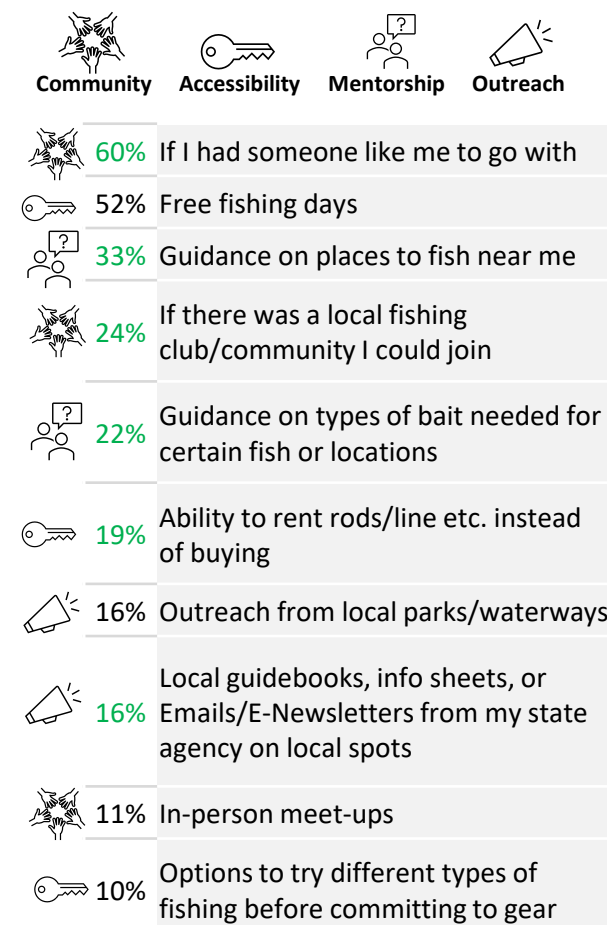 Community Accessibility Mentorship Outreach
60% If I had someone like me to go with
52% Free fishing days
33% Guidance on places to fish near me
24% If there was a local fishing
club/community I could join
22% Guidance on types of bait needed for
certain fish or locations
19% Ability to rent rods/line etc. instead
of buying
16% Outreach from local parks/waterways
16% Local guidebooks, info sheets, or
Emails/E-Newsletters from my state
agency on local spots
11% In-person meet-ups
10% Options to try different types of
fishing before committing to gear